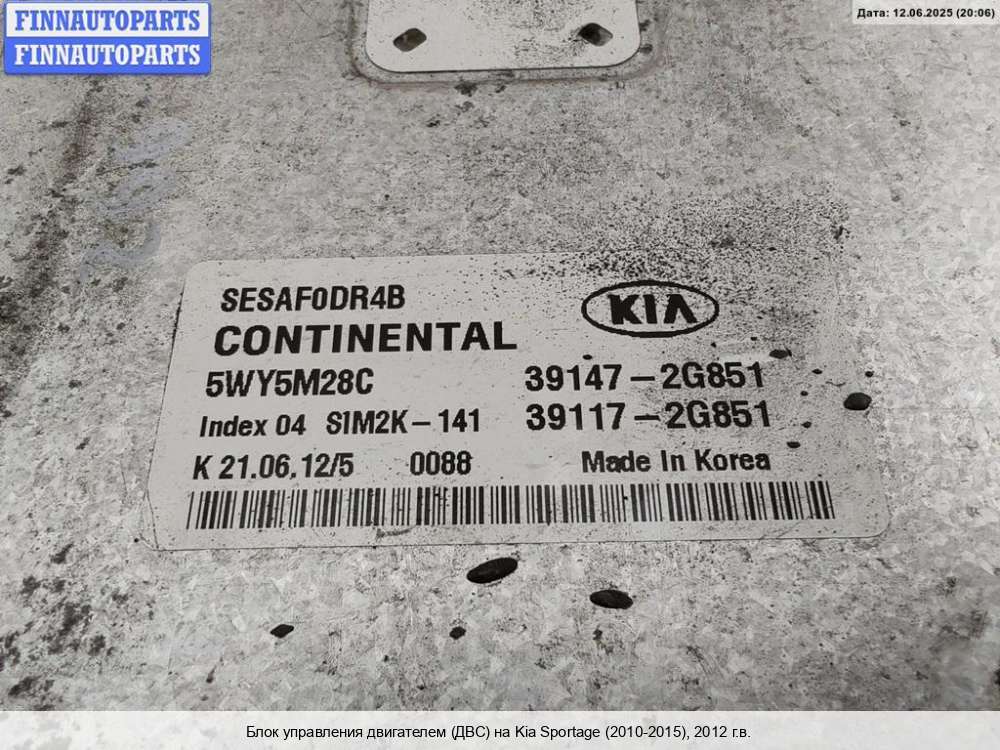 FINNAUTOPARTS
FINNAUTOPARTS
Дата: 12.06.2025 (20:06)
SESAF0DR4B
KIA
CONTINENTAL
5WY5M28C 39147-2G851
Index 04 SIM2K-141 39117-2G851
K 21.06.12/5 0088 Made In Korea
Блок управления двигателем (ДВС) на Kia Sportage (2010-2015), 2012 г.в.